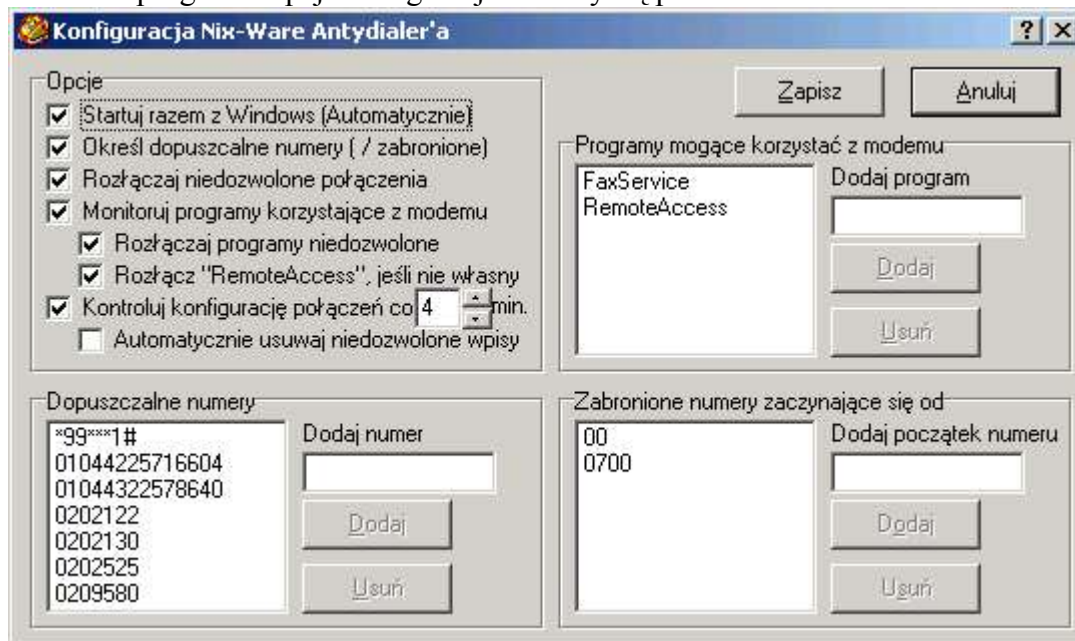 Konfiguracja Nix-Ware Antydialer'a
Opcje
Startuj razem z Windows (Automatycznie)
Określ dopuszcalne numery ( / zabronione)
Rozłączaj niedozwolone połączenia
Monitoruj programy korzystające z modemu
Rozłączaj programy niedozwolone
Rozłącz "RemoteAccess", jeśli nie własny
Kontroluj konfigurację połączeń co 4 min.
Automatycznie usuwaj niedozwolone wpisy
Zapisz
Anuluj
Programy mogące korzystać z modemu
FaxService
RemoteAccess
Dodaj program
Dodaj
Usuń
Dopuszczalne numery
*99***1#
01044225716604
01044322578640
0202122
0202130
0202525
0209580
Dodaj numer
Dodaj
Usuń
Zabronione numery zaczynające się od
00
0700
Dodaj początek numeru
Dodaj
Usuń